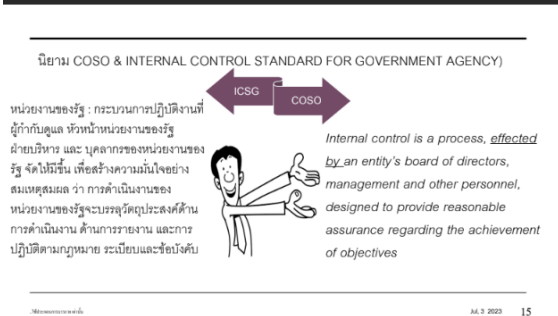 นิยาม COSO & INTERNAL CONTROL STANDARD FOR GOVERNMENT AGENCY)
ICSG
COSO
หน่วยงานของรัฐ : กระบวนการปฏิบัติงานที่
ผู้กำกับดูแล หัวหน้าหน่วยงานของรัฐ
ฝ่ายบริหาร และ บุคลากรของหน่วยงานของ
รัฐ จัดให้มีขึ้น เพื่อสร้างความมั่นใจอย่าง
สมเหตุสมผล ว่า การดำเนินงานของ
หน่วยงานของรัฐจะบรรลุวัตถุประสงค์ด้าน
การดำเนินงาน ด้านการรายงาน และการ
ปฏิบัติตามกฎหมาย ระเบียบและข้อบังคับ
Internal control is a process, effected
by an entity's board of directors,
management and other personnel,
designed to provide reasonable
assurance regarding the achievement
of objectives
Jul, 3 2023
15